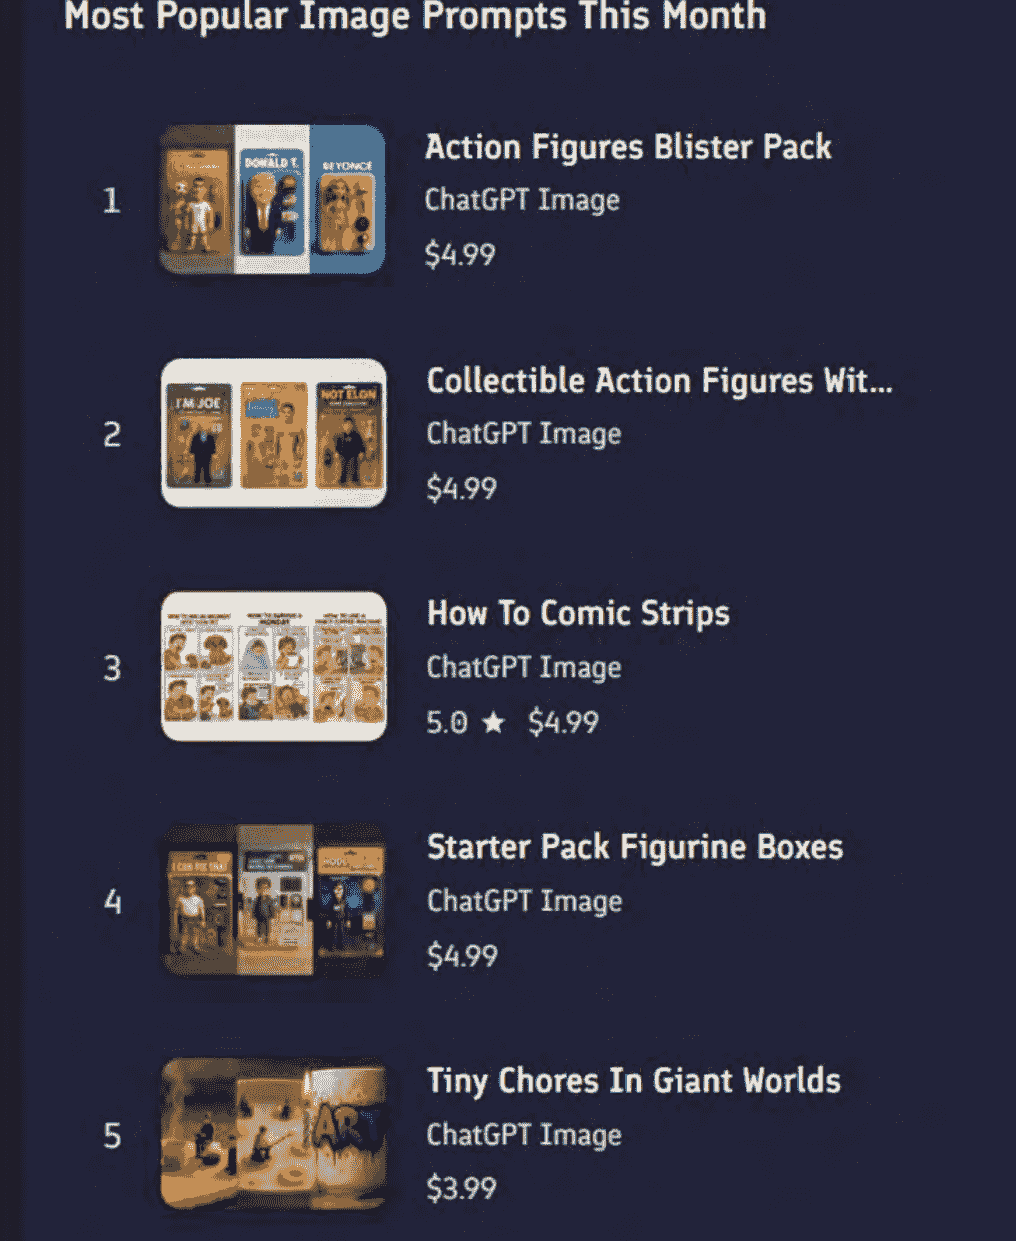 Most Popular Image Prompts This Month
1
DONALD T.
BEYONCE
Action Figures Blister Pack
ChatGPT Image
$4.99
2
I'M JOE
NOT ELON
Collectible Action Figures Wit...
ChatGPT Image
$4.99
3
How To Comic Strips
ChatGPT Image
5.0 ★ $4.99
4
Starter Pack Figurine Boxes
ChatGPT Image
$4.99
5
ART
Tiny Chores In Giant Worlds
ChatGPT Image
$3.99